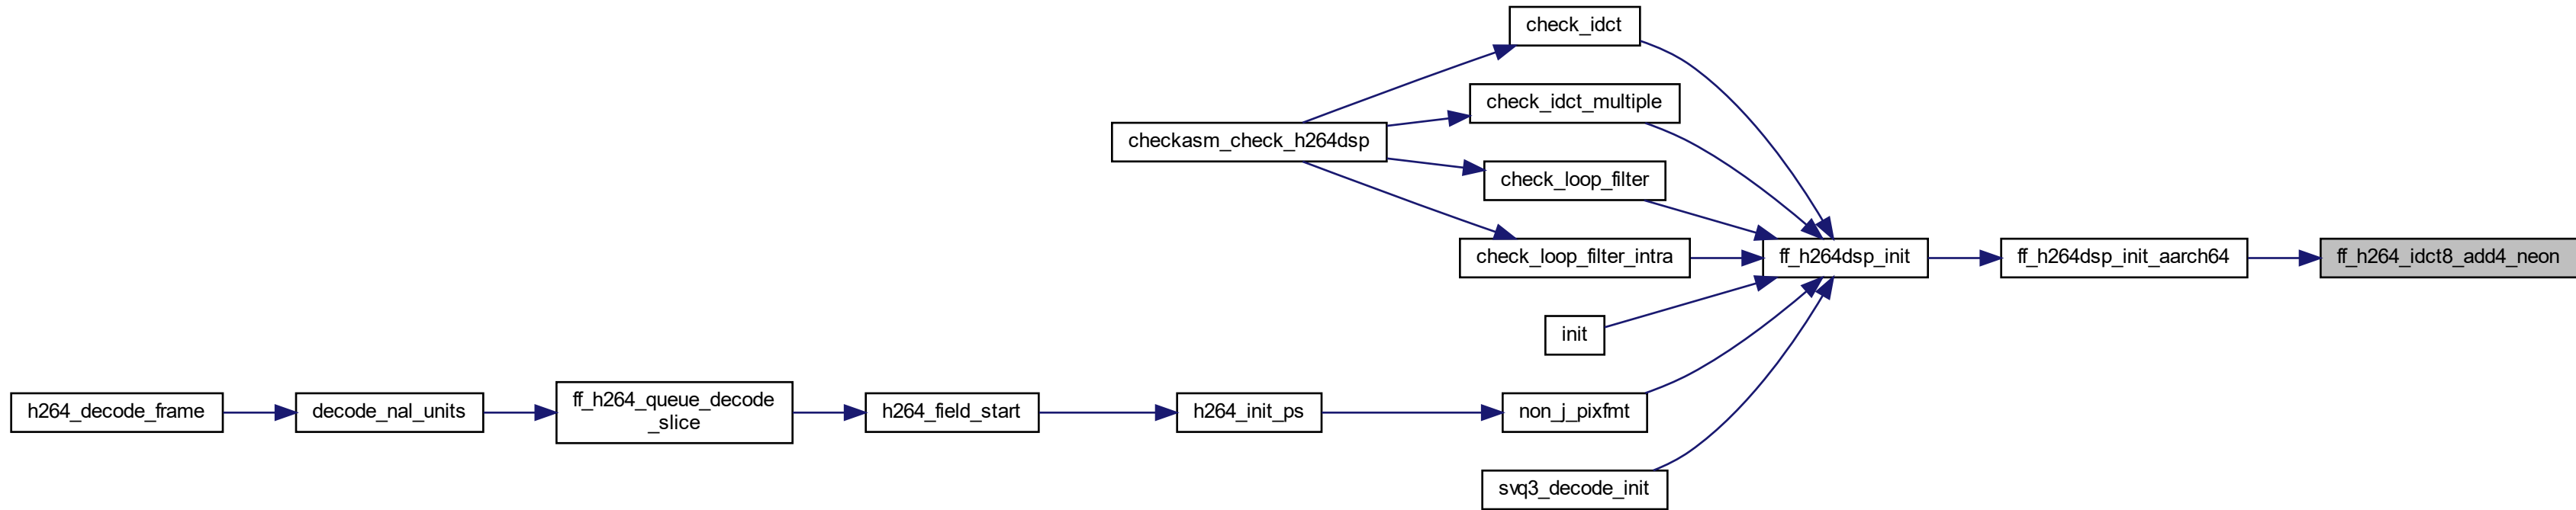 check_idct
check_idct_multiple
checkasm_check_h264dsp
check_loop_filter
check_loop_filter_intra
ff_h264dsp_init
ff_h264dsp_init_aarch64
ff_h264_idct8_add4_neon
init
h264_decode_frame
decode_nal_units
ff_h264_queue_decode
_slice
h264_field_start
h264_init_ps
non_j_pixfmt
svq3_decode_init